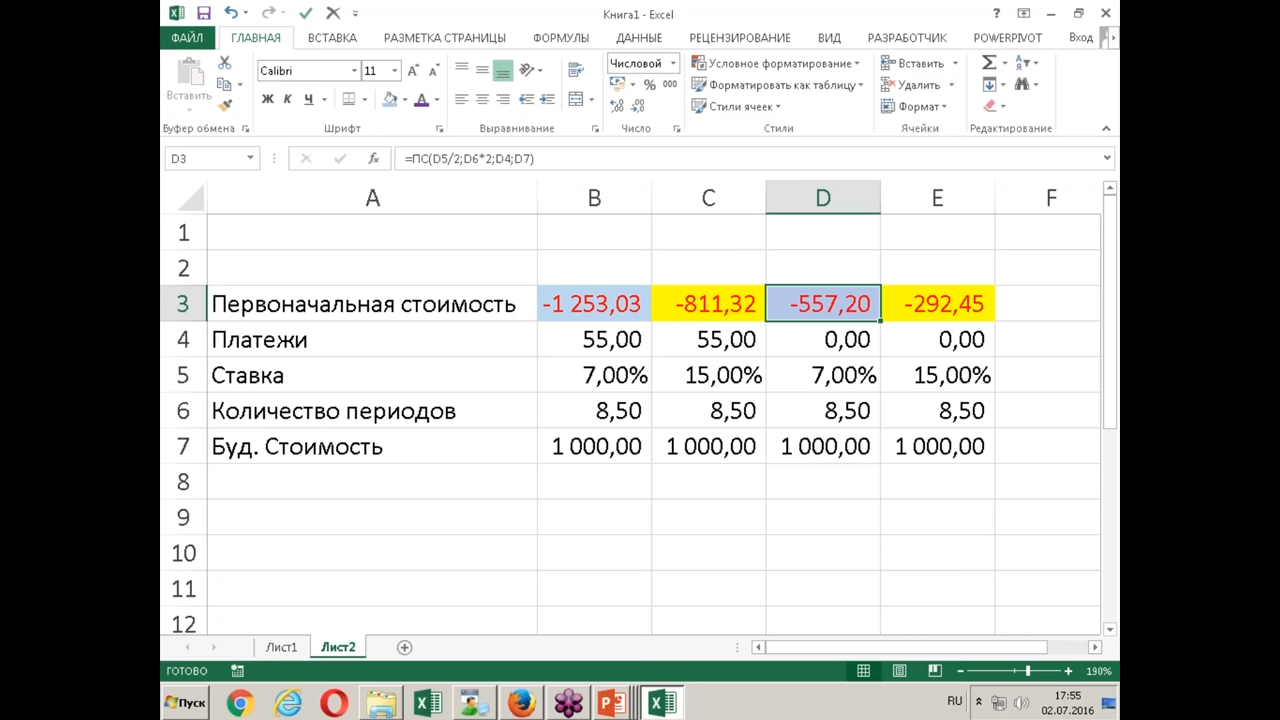 Книга1 - Excel
?
ФАЙЛ ГЛАВНАЯ ВСТАВКА РАЗМЕТКА СТРАНИЦЫ ФОРМУЛЫ ДАННЫЕ РЕЦЕНЗИРОВАНИЕ ВИД РАЗРАБОТЧИК POWERPIVOT Вход
Вставить
Calibri 11
Ж К Ч
Числовой
% 000
Условное форматирование
Форматировать как таблицу
Стили ячеек
Вставить
Удалить
Формат
Буфер обмена Шрифт Выравнивание Число Стили Ячейки Редактирование
D3 fx =ПС(D5/2;D6*2;D4;D7)
A B C D E F
1
2
3 Первоначальная стоимость -1 253,03 -811,32 -557,20 -292,45
4 Платежи 55,00 55,00 0,00 0,00
5 Ставка 7,00% 15,00% 7,00% 15,00%
6 Количество периодов 8,50 8,50 8,50 8,50
7 Буд. Стоимость 1 000,00 1 000,00 1 000,00 1 000,00
8
9
10
11
12
Лист1 Лист2
ГОТОВО 190%
Пуск RU 17:55
02.07.2016